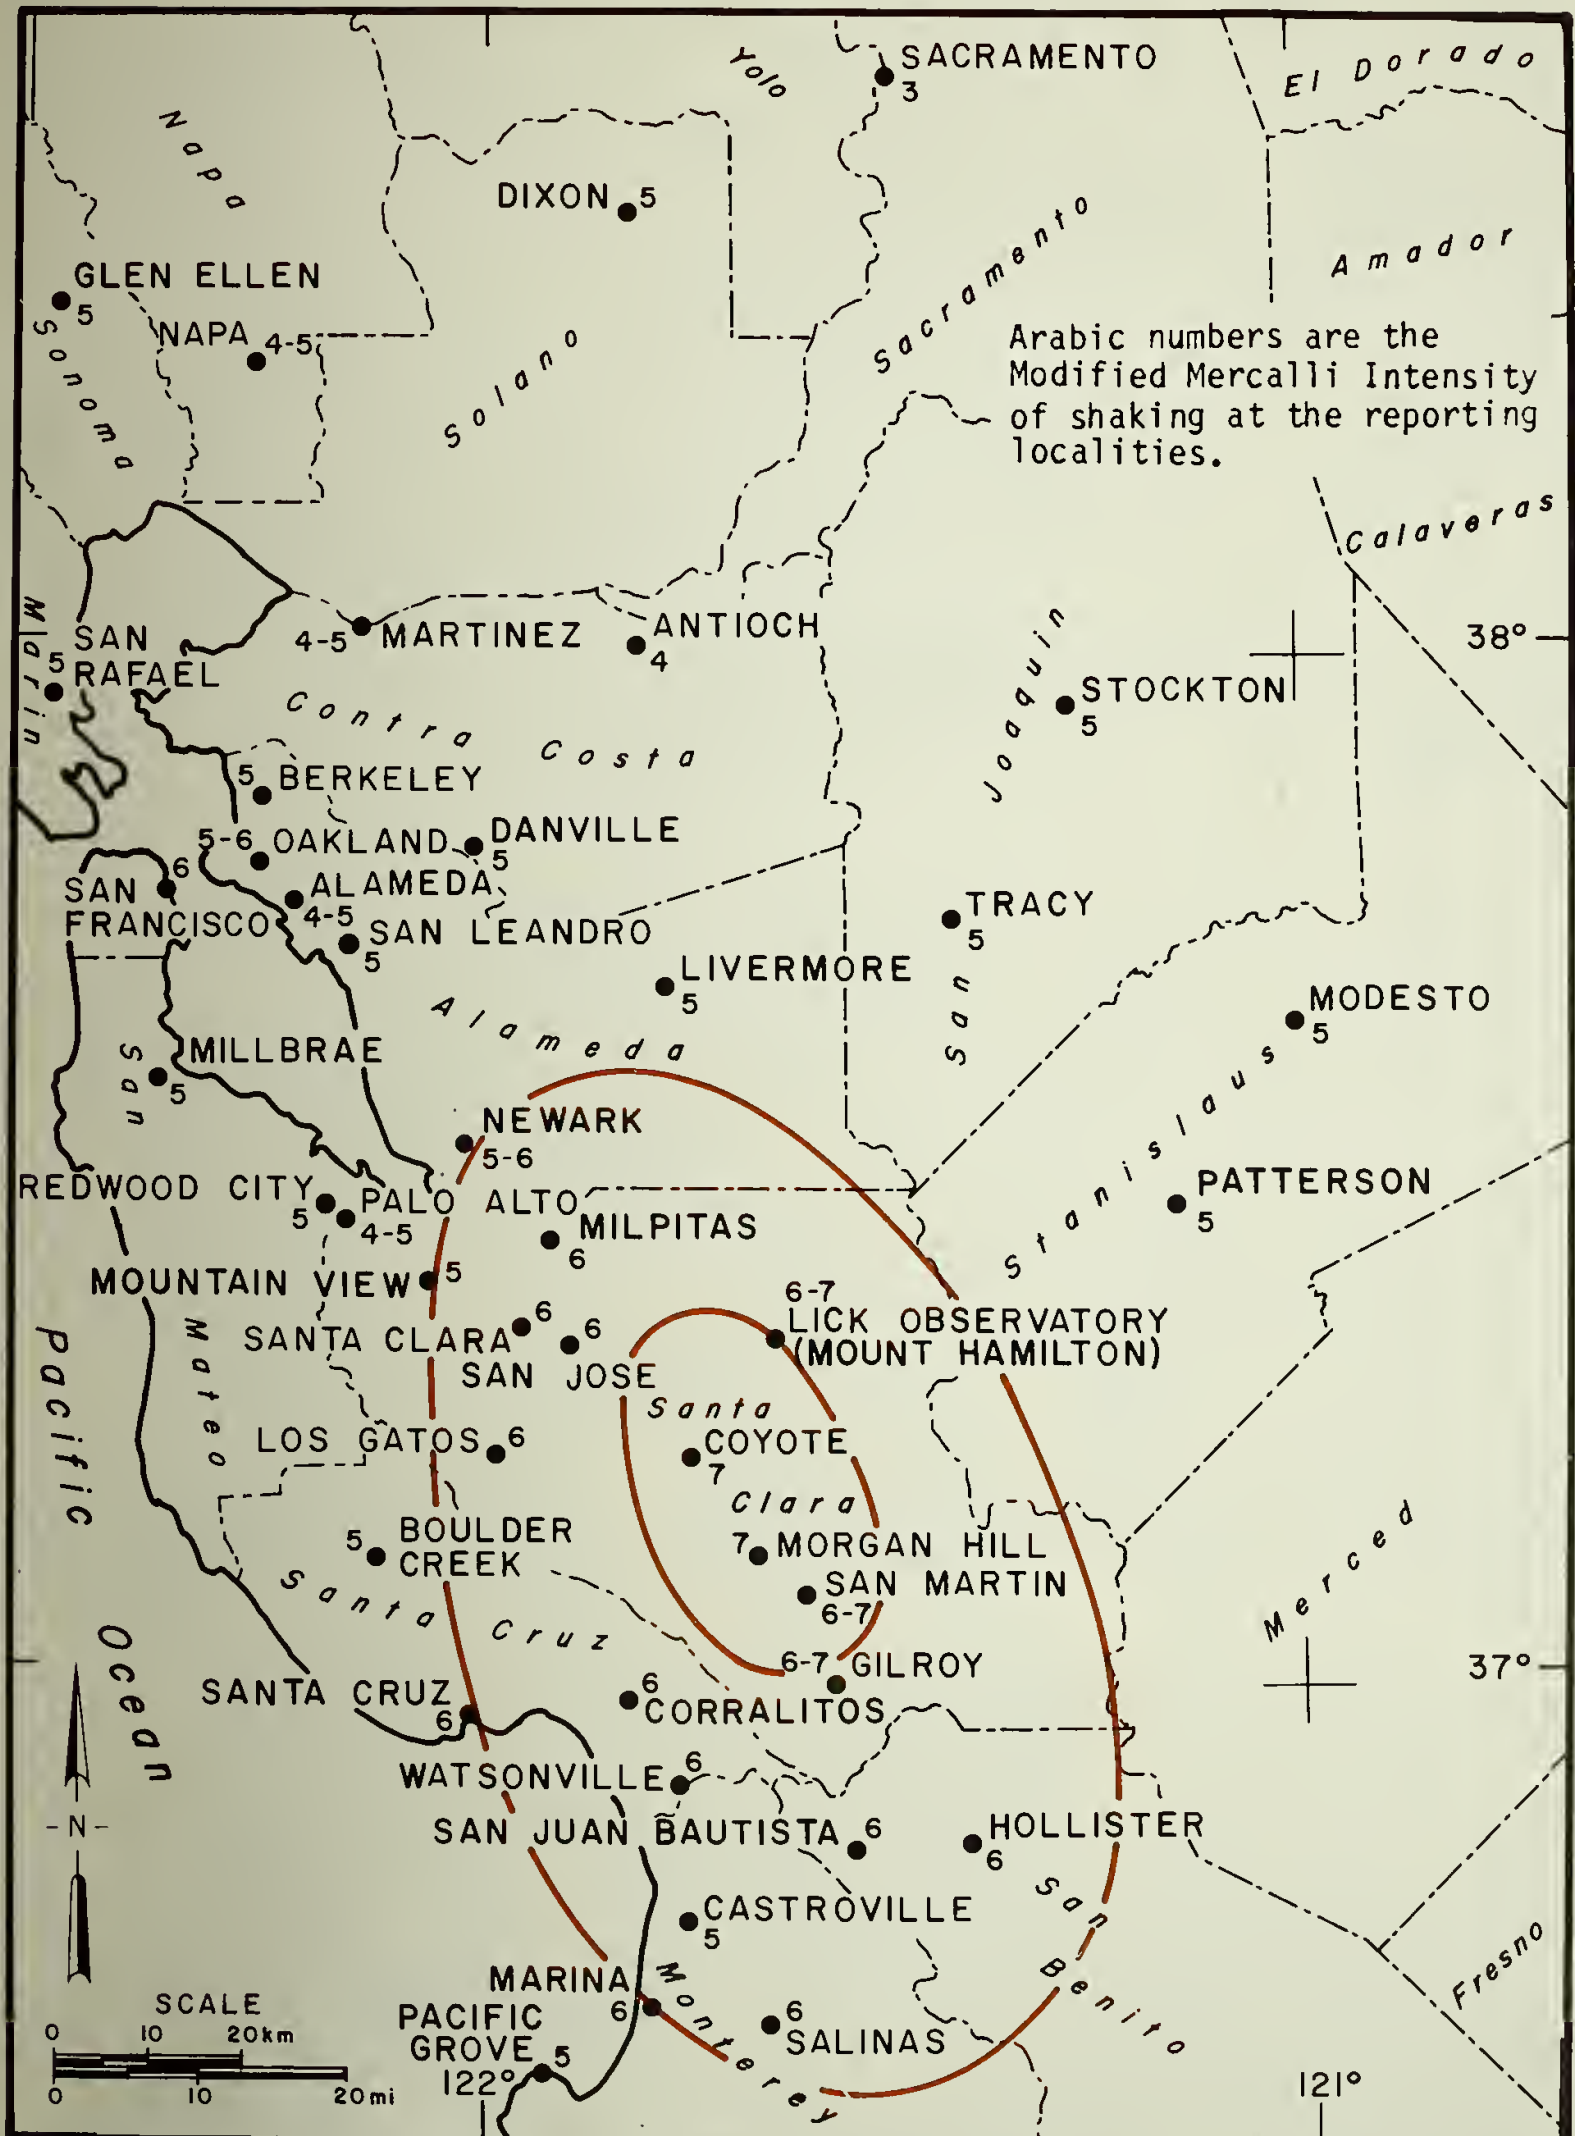 Yolo
SACRAMENTO
3
El Dorado
Napa
DIXON 5
Sacramento
Amador
GLEN ELLEN
5
Sonoma
NAPA 4-5
Solano
Arabic numbers are the
Modified Mercalli Intensity
of shaking at the reporting
localities.
Calaveras
Marin
SAN
RAFAEL
5
4-5 MARTINEZ
ANTIOCH
4
38°
San Joaquin
STOCKTON
5
Contra Costa
5 BERKELEY
5-6 OAKLAND
DANVILLE
5
6
SAN
FRANCISCO
ALAMEDA
4-5
SAN LEANDRO
5
TRACY
5
LIVERMORE
5
MODESTO
5
Alameda
San Mateo
MILLBRAE
5
Stanislaus
NEWARK
5-6
REDWOOD CITY
5
PALO ALTO
4-5
MILPITAS
6
PATTERSON
5
MOUNTAIN VIEW 5
6-7
LICK OBSERVATORY
(MOUNT HAMILTON)
SANTA CLARA 6
6
SAN JOSE
Pacific Ocean
Santa Clara
LOS GATOS 6
COYOTE
7
7 MORGAN HILL
5 BOULDER
CREEK
SAN MARTIN
6-7
Merced
Santa Cruz
6-7 GILROY
37°
SANTA CRUZ
6
6
CORRALITOS
WATSONVILLE 6
- N -
SAN JUAN BAUTISTA 6
HOLLISTER
6
San Benito
CASTROVILLE
5
Fresno
MARINA
6
Monterey
6
SALINAS
PACIFIC
GROVE 5
SCALE
0 10 20km
0 10 20mi
122°
121°